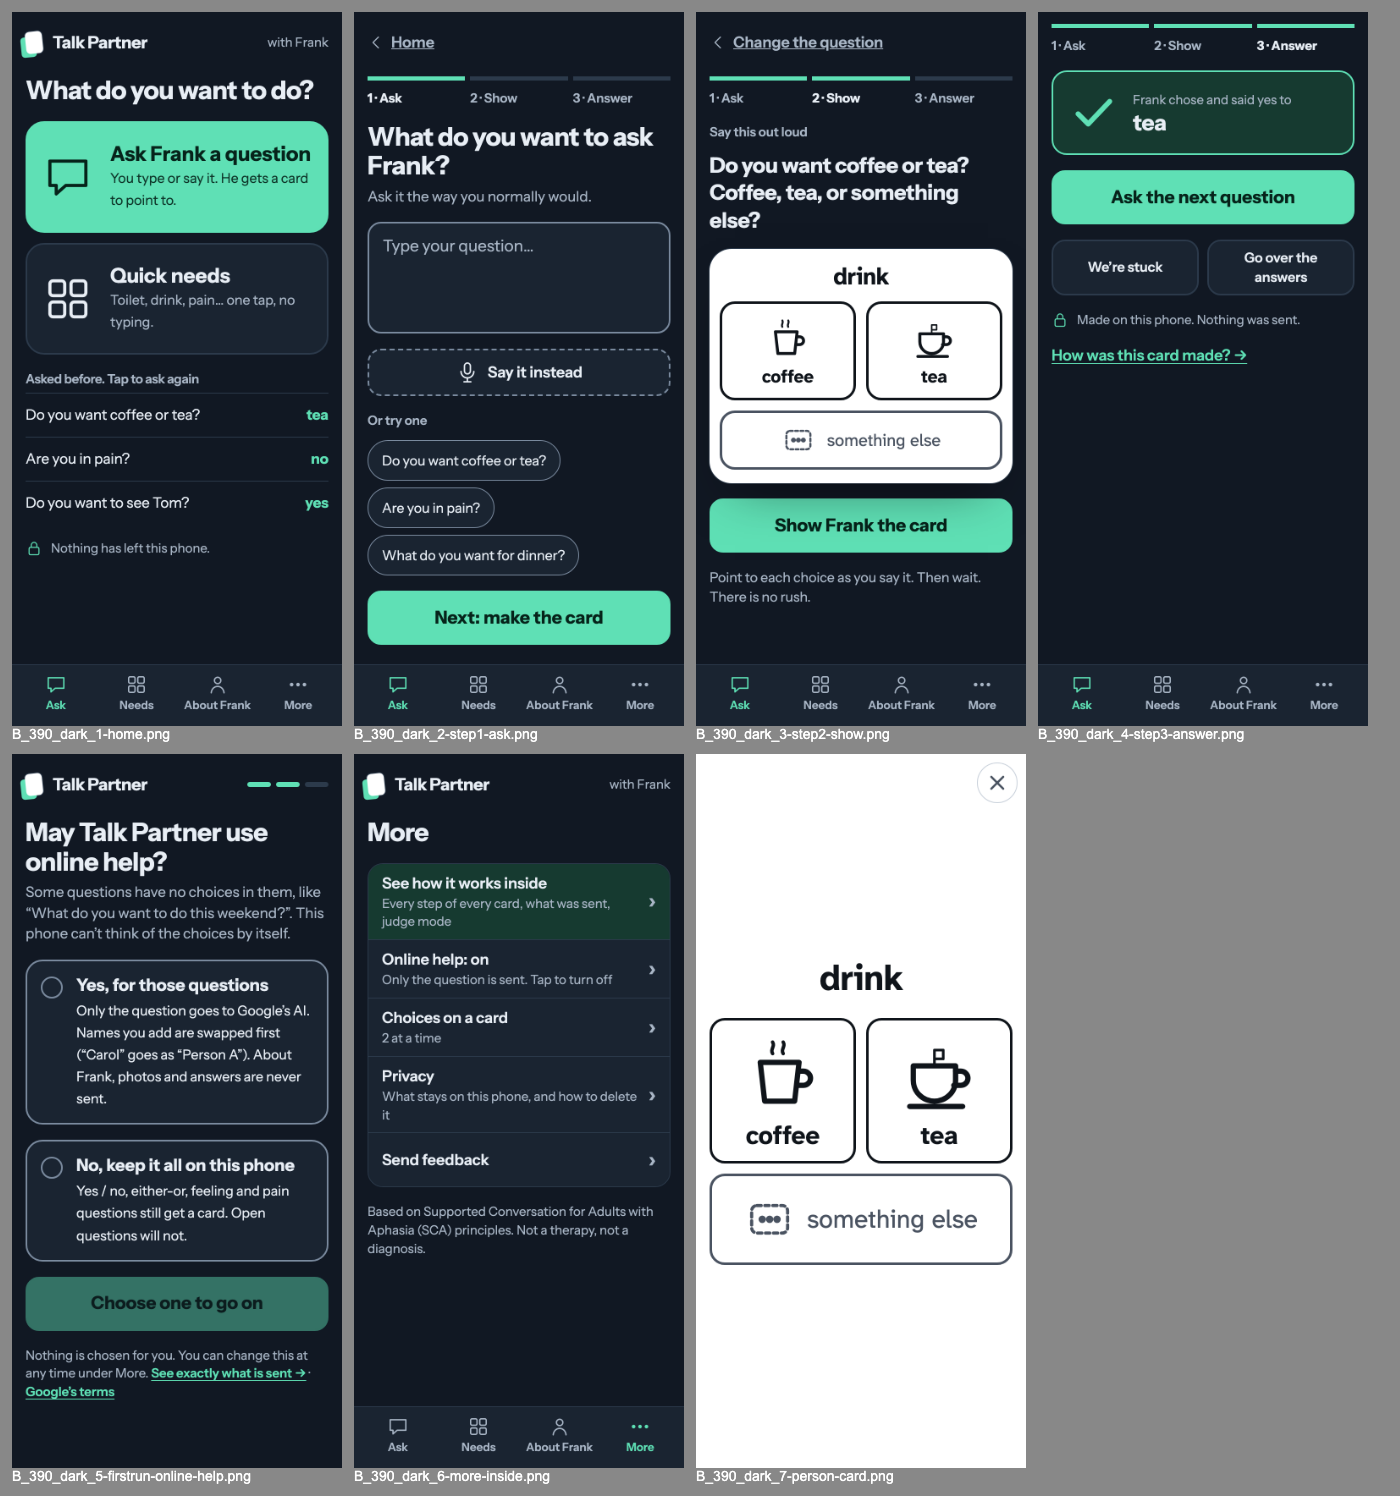 Talk Partner
with Frank
What do you want to do?
Ask Frank a question
You type or say it. He gets a card
to point to.
Quick needs
Toilet, drink, pain... one tap, no
typing.
Asked before. Tap to ask again
Do you want coffee or tea?
tea
Are you in pain?
no
Do you want to see Tom?
yes
Nothing has left this phone.
Ask
Needs
About Frank
More
B_390_dark_1-home.png
Home
1·Ask
2·Show
3·Answer
What do you want to ask
Frank?
Ask it the way you normally would.
Type your question...
Say it instead
Or try one
Do you want coffee or tea?
Are you in pain?
What do you want for dinner?
Next: make the card
Ask
Needs
About Frank
More
B_390_dark_2-step1-ask.png
Change the question
1·Ask
2·Show
3·Answer
Say this out loud
Do you want coffee or tea?
Coffee, tea, or something
else?
drink
coffee
tea
something else
Show Frank the card
Point to each choice as you say it. Then wait.
There is no rush.
Ask
Needs
About Frank
More
B_390_dark_3-step2-show.png
1·Ask
2·Show
3·Answer
Frank chose and said yes to
tea
Ask the next question
We're stuck
Go over the
answers
Made on this phone. Nothing was sent.
How was this card made? →
Ask
Needs
About Frank
More
B_390_dark_4-step3-answer.png
Talk Partner
May Talk Partner use
online help?
Some questions have no choices in them, like
“What do you want to do this weekend?”. This
phone can't think of the choices by itself.
Yes, for those questions
Only the question goes to Google's AI.
Names you add are swapped first
(“Carol” goes as “Person A”). About
Frank, photos and answers are never
sent.
No, keep it all on this phone
Yes / no, either-or, feeling and pain
questions still get a card. Open
questions will not.
Choose one to go on
Nothing is chosen for you. You can change this at
any time under More. See exactly what is sent → ·
Google's terms
B_390_dark_5-firstrun-online-help.png
Talk Partner
with Frank
More
See how it works inside
Every step of every card, what was sent,
judge mode
Online help: on
Only the question is sent. Tap to turn off
Choices on a card
2 at a time
Privacy
What stays on this phone, and how to delete
it
Send feedback
Based on Supported Conversation for Adults with
Aphasia (SCA) principles. Not a therapy, not a
diagnosis.
Ask
Needs
About Frank
More
B_390_dark_6-more-inside.png
drink
coffee
tea
something else
B_390_dark_7-person-card.png